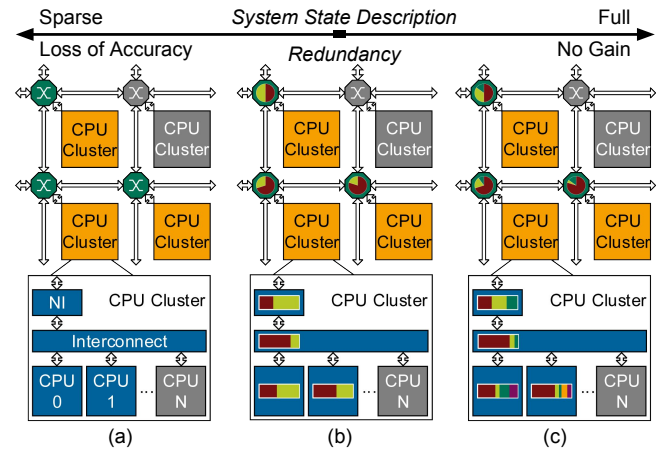 Sparse System State Description Full
Loss of Accuracy Redundancy No Gain
CPU
Cluster
CPU
Cluster
CPU
Cluster
CPU
Cluster
CPU
Cluster
CPU
Cluster
CPU
Cluster
CPU
Cluster
CPU
Cluster
CPU
Cluster
CPU
Cluster
CPU
Cluster
NI CPU Cluster
Interconnect
CPU
0
CPU
1
...
CPU
N
CPU Cluster
...
CPU
N
CPU Cluster
...
CPU
N
(a) (b) (c)